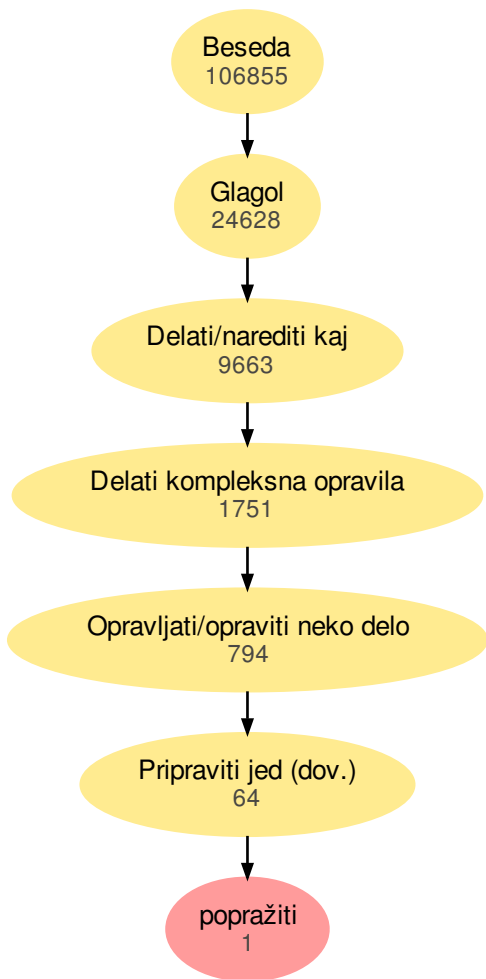 Beseda
106855
Glagol
24628
Delati/narediti kaj
9663
Delati kompleksna opravila
1751
Opravljati/opraviti neko delo
794
Pripraviti jed (dov.)
64
popražiti
1